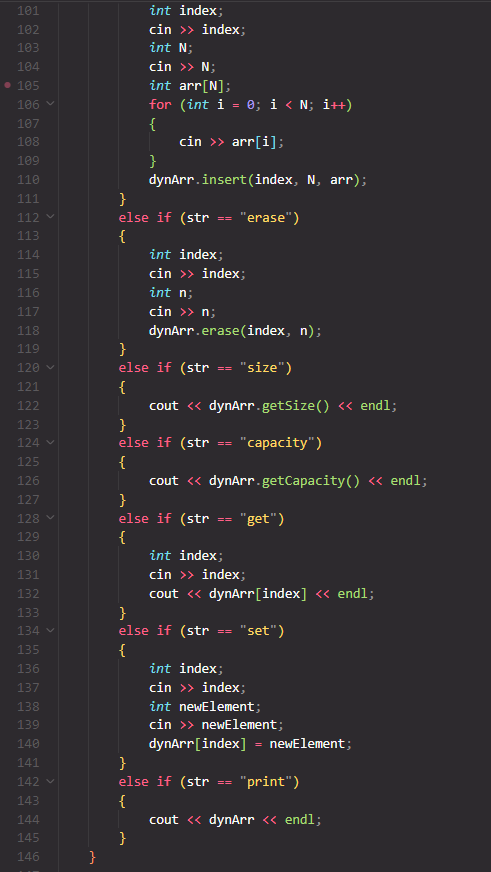 101 int index;
102 cin >> index;
103 int N;
104 cin >> N;
105 int arr[N];
106 for (int i = 0; i < N; i++)
107 {
108 cin >> arr[i];
109 }
110 dynArr.insert(index, N, arr);
111 }
112 else if (str == "erase")
113 {
114 int index;
115 cin >> index;
116 int n;
117 cin >> n;
118 dynArr.erase(index, n);
119 }
120 else if (str == "size")
121 {
122 cout << dynArr.getSize() << endl;
123 }
124 else if (str == "capacity")
125 {
126 cout << dynArr.getCapacity() << endl;
127 }
128 else if (str == "get")
129 {
130 int index;
131 cin >> index;
132 cout << dynArr[index] << endl;
133 }
134 else if (str == "set")
135 {
136 int index;
137 cin >> index;
138 int newElement;
139 cin >> newElement;
140 dynArr[index] = newElement;
141 }
142 else if (str == "print")
143 {
144 cout << dynArr << endl;
145 }
146 }